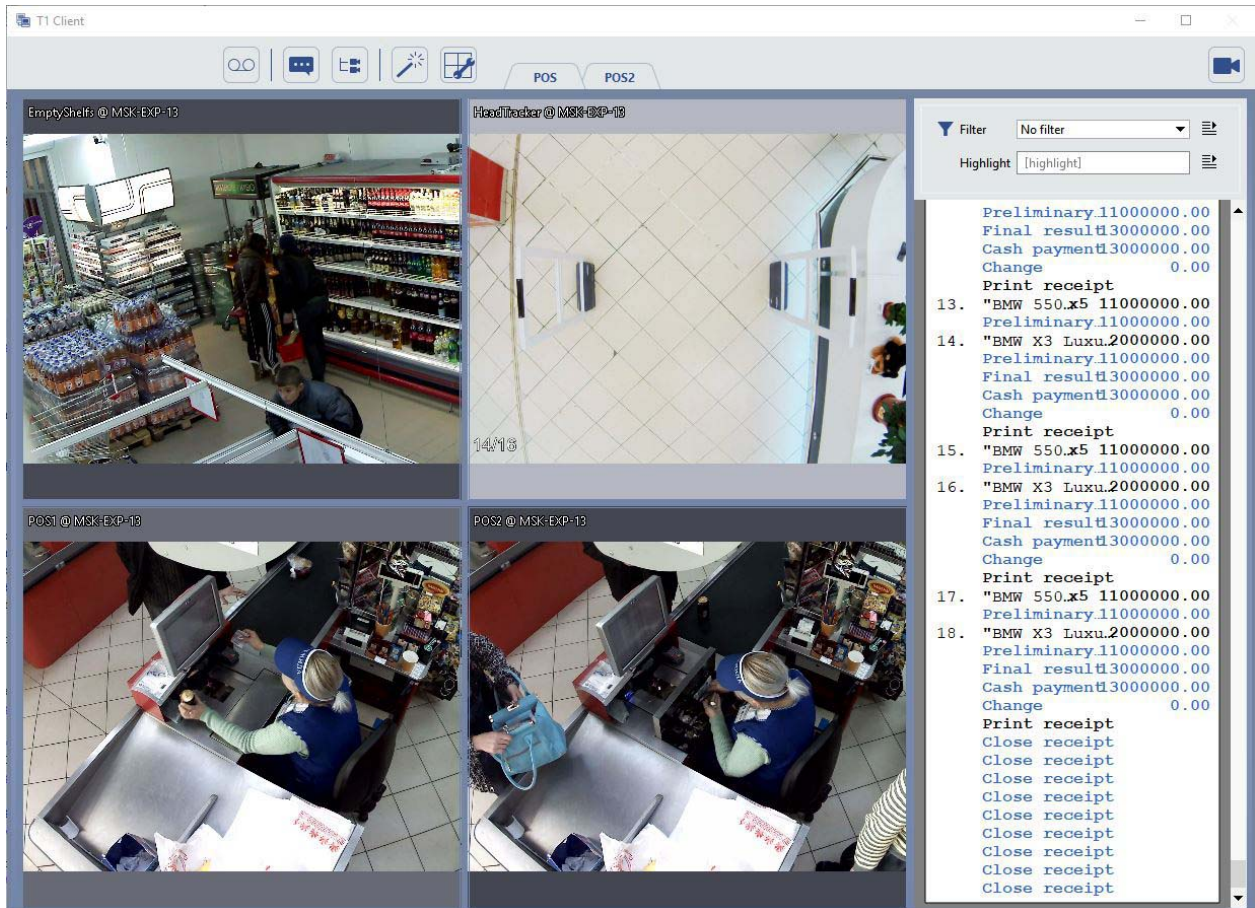 T1 Client
POS
POS2
EmptyShelfs @ MSK-EXP-13
HeadTracker @ MSK-EXP-13
14/16
POS1 @ MSK-EXP-13
POS2 @ MSK-EXP-13
Filter
No filter
Highlight
[highlight]
Preliminary…11000000.00
Final result13000000.00
Cash payment13000000.00
Change 0.00
Print receipt
13. "BMW 550…x5 11000000.00
Preliminary…11000000.00
14. "BMW X3 Luxu…2000000.00
Preliminary…11000000.00
Final result13000000.00
Cash payment13000000.00
Change 0.00
Print receipt
15. "BMW 550…x5 11000000.00
Preliminary…11000000.00
16. "BMW X3 Luxu…2000000.00
Preliminary…11000000.00
Final result13000000.00
Cash payment13000000.00
Change 0.00
Print receipt
17. "BMW 550…x5 11000000.00
Preliminary…11000000.00
18. "BMW X3 Luxu…2000000.00
Preliminary…11000000.00
Final result13000000.00
Cash payment13000000.00
Change 0.00
Print receipt
Close receipt
Close receipt
Close receipt
Close receipt
Close receipt
Close receipt
Close receipt
Close receipt
Close receipt